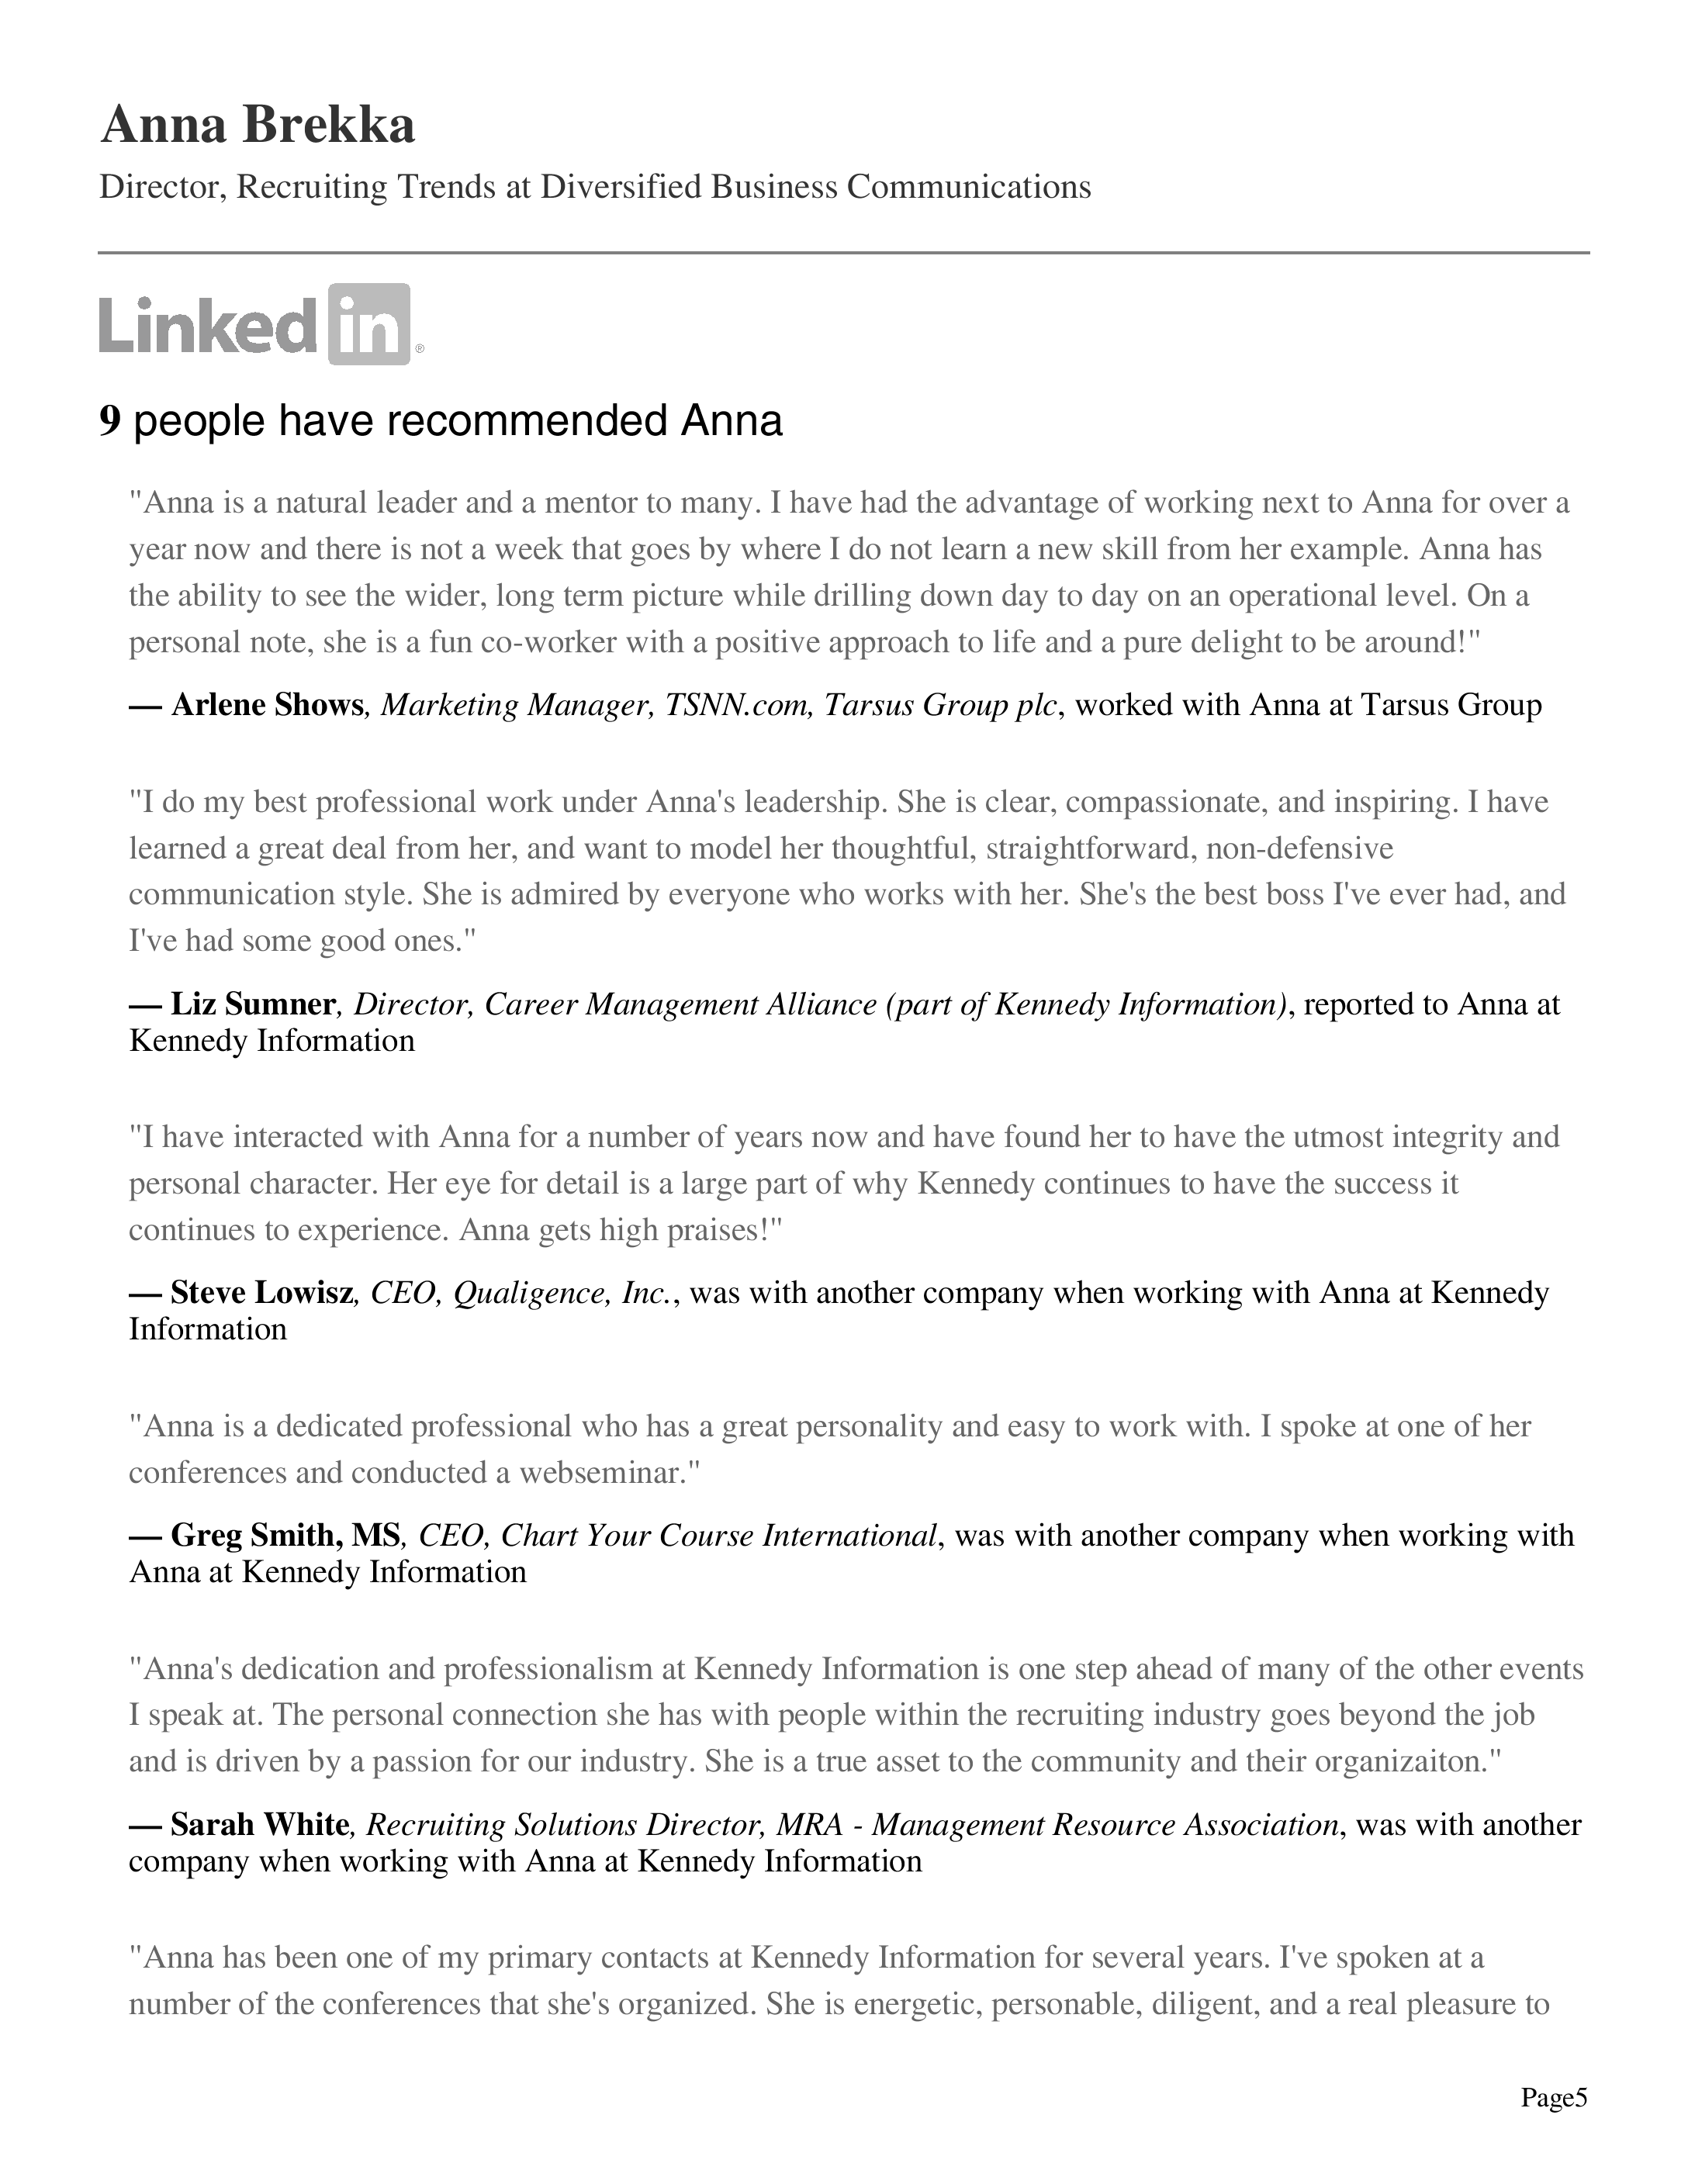 Anna Brekka
Director, Recruiting Trends at Diversified Business Communications
Linked in ®
9 people have recommended Anna
"Anna is a natural leader and a mentor to many. I have had the advantage of working next to Anna for over a
year now and there is not a week that goes by where I do not learn a new skill from her example. Anna has
the ability to see the wider, long term picture while drilling down day to day on an operational level. On a
personal note, she is a fun co-worker with a positive approach to life and a pure delight to be around!"
— Arlene Shows, Marketing Manager, TSNN.com, Tarsus Group plc, worked with Anna at Tarsus Group
"I do my best professional work under Anna's leadership. She is clear, compassionate, and inspiring. I have
learned a great deal from her, and want to model her thoughtful, straightforward, non-defensive
communication style. She is admired by everyone who works with her. She's the best boss I've ever had, and
I've had some good ones."
— Liz Sumner, Director, Career Management Alliance (part of Kennedy Information), reported to Anna at
Kennedy Information
"I have interacted with Anna for a number of years now and have found her to have the utmost integrity and
personal character. Her eye for detail is a large part of why Kennedy continues to have the success it
continues to experience. Anna gets high praises!"
— Steve Lowisz, CEO, Qualigence, Inc., was with another company when working with Anna at Kennedy
Information
"Anna is a dedicated professional who has a great personality and easy to work with. I spoke at one of her
conferences and conducted a webseminar."
— Greg Smith, MS, CEO, Chart Your Course International, was with another company when working with
Anna at Kennedy Information
"Anna's dedication and professionalism at Kennedy Information is one step ahead of many of the other events
I speak at. The personal connection she has with people within the recruiting industry goes beyond the job
and is driven by a passion for our industry. She is a true asset to the community and their organizaiton."
— Sarah White, Recruiting Solutions Director, MRA - Management Resource Association, was with another
company when working with Anna at Kennedy Information
"Anna has been one of my primary contacts at Kennedy Information for several years. I've spoken at a
number of the conferences that she's organized. She is energetic, personable, diligent, and a real pleasure to
Page5